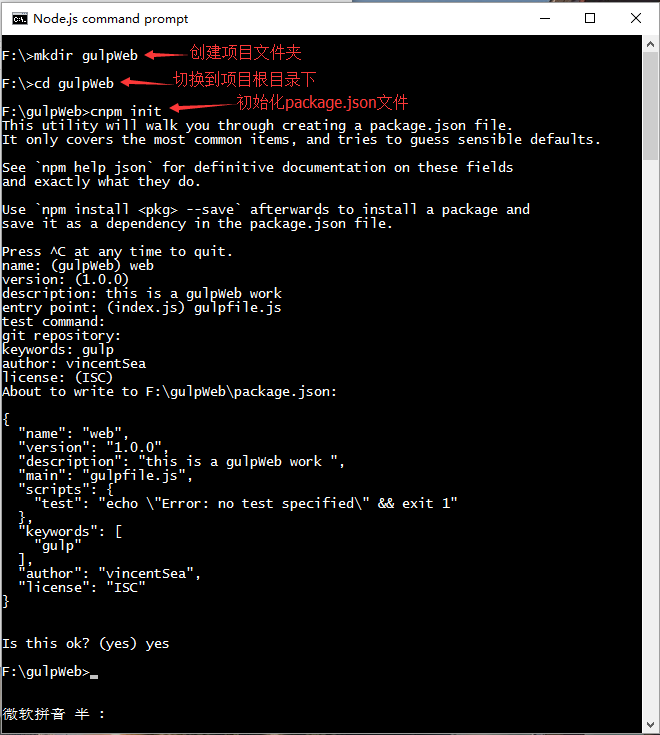 Node.js command prompt
F:\>mkdir gulpWeb 创建项目文件夹
F:\>cd gulpWeb 切换到项目根目录下
F:\gulpWeb>cnpm init 初始化package.json文件
This utility will walk you through creating a package.json file.
It only covers the most common items, and tries to guess sensible defaults.
See `npm help json` for definitive documentation on these fields
and exactly what they do.
Use `npm install <pkg> --save` afterwards to install a package and
save it as a dependency in the package.json file.
Press ^C at any time to quit.
name: (gulpWeb) web
version: (1.0.0)
description: this is a gulpWeb work
entry point: (index.js) gulpfile.js
test command:
git repository:
keywords: gulp
author: vincentSea
license: (ISC)
About to write to F:\gulpWeb\package.json:
{
  "name": "web",
  "version": "1.0.0",
  "description": "this is a gulpWeb work ",
  "main": "gulpfile.js",
  "scripts": {
    "test": "echo \"Error: no test specified\" && exit 1"
  },
  "keywords": [
    "gulp"
  ],
  "author": "vincentSea",
  "license": "ISC"
}
Is this ok? (yes) yes
F:\gulpWeb>
微软拼音 半 :